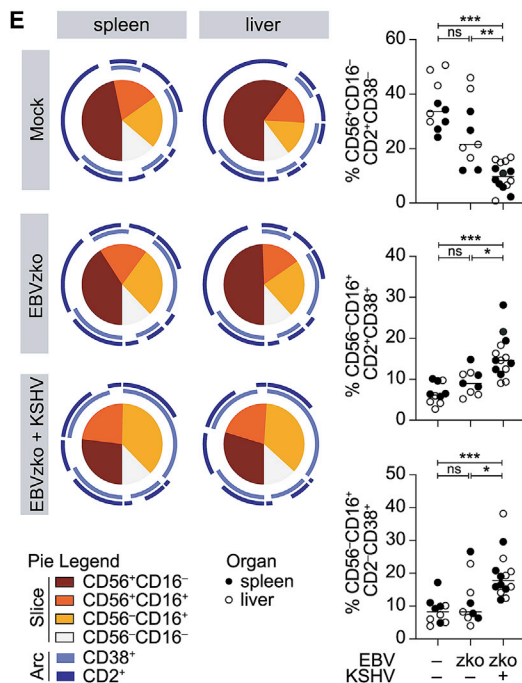 E
spleen
liver
Mock
EBVzko
EBVzko + KSHV
Pie Legend
Slice
CD56⁺CD16⁻
CD56⁺CD16⁺
CD56⁻CD16⁺
CD56⁻CD16⁻
Arc
CD38⁺
CD2⁺
Organ
spleen
liver
% CD56⁺CD16⁻
CD2⁺CD38⁻
60
40
20
0
***
ns
**
% CD56⁻CD16⁺
CD2⁺CD38⁺
40
30
20
10
0
***
ns
*
% CD56⁻CD16⁺
CD2⁻CD38⁺
50
40
30
20
10
0
***
ns
*
EBV – zko zko
KSHV – – +